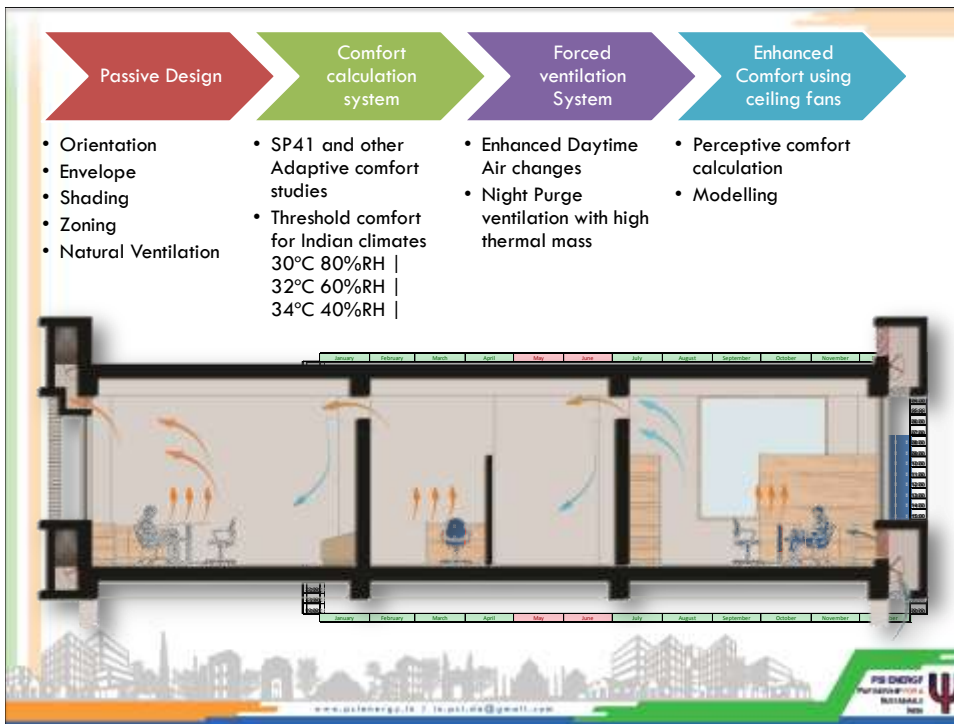 Passive Design
Comfort
calculation
system
Forced
ventilation
System
Enhanced
Comfort using
ceiling fans
• Orientation
• Envelope
• Shading
• Zoning
• Natural Ventilation
• SP41 and other
Adaptive comfort
studies
• Threshold comfort
for Indian climates
30°C 80%RH |
32°C 60%RH |
34°C 40%RH |
• Enhanced Daytime
Air changes
• Night Purge
ventilation with high
thermal mass
• Perceptive comfort
calculation
• Modelling
January February March April May June July August September October November
January February March April May June July August September October November
PSI ENERGY